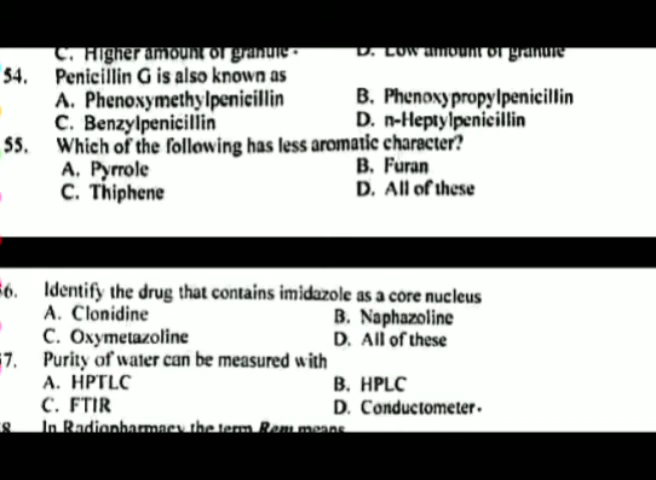 C. Higher amount of granule . D. Low amount of granule
54. Penicillin G is also known as
A. Phenoxymethylpenicillin B. Phenoxypropylpenicillin
C. Benzylpenicillin D. n-Heptylpenicillin
55. Which of the following has less aromatic character?
A. Pyrrole B. Furan
C. Thiphene D. All of these
6. Identify the drug that contains imidazole as a core nucleus
A. Clonidine B. Naphazoline
C. Oxymetazoline D. All of these
7. Purity of water can be measured with
A. HPTLC B. HPLC
C. FTIR D. Conductometer.
8 In Radiopharmacy the term Rem means